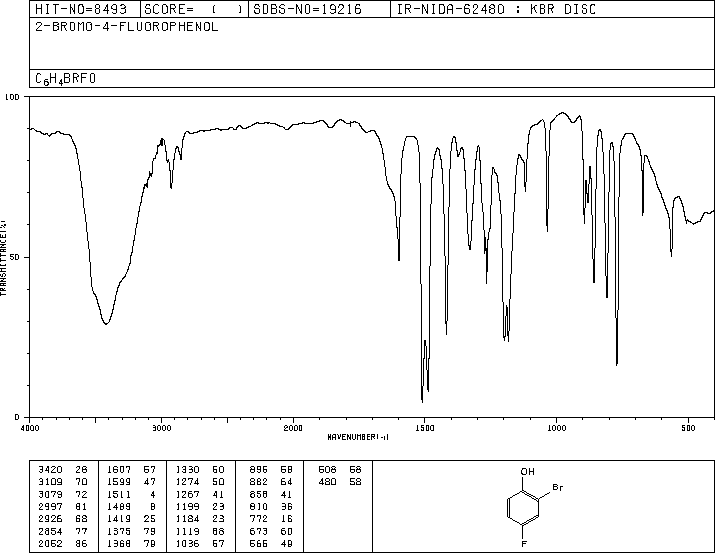 HIT-NO=8493 SCORE= ( ) SDBS-NO=19216 IR-NIDA-62480 : KBR DISC
2-BROMO-4-FLUOROPHENOL
C6H4BRFO
100
TRANSMITTANCE(%)
50
0
4000 3000 2000 1500 1000 500
WAVENUMBER(-1)
3420 28 1607 57 1330 50 896 58 508 58
3109 70 1599 47 1274 50 882 64 480 58
3079 72 1511 4 1267 41 858 41
2997 81 1489 8 1199 23 810 36
2926 68 1419 25 1184 23 772 16
2854 77 1375 79 1119 68 673 60
2052 86 1368 79 1036 57 566 49
OH
Br
F